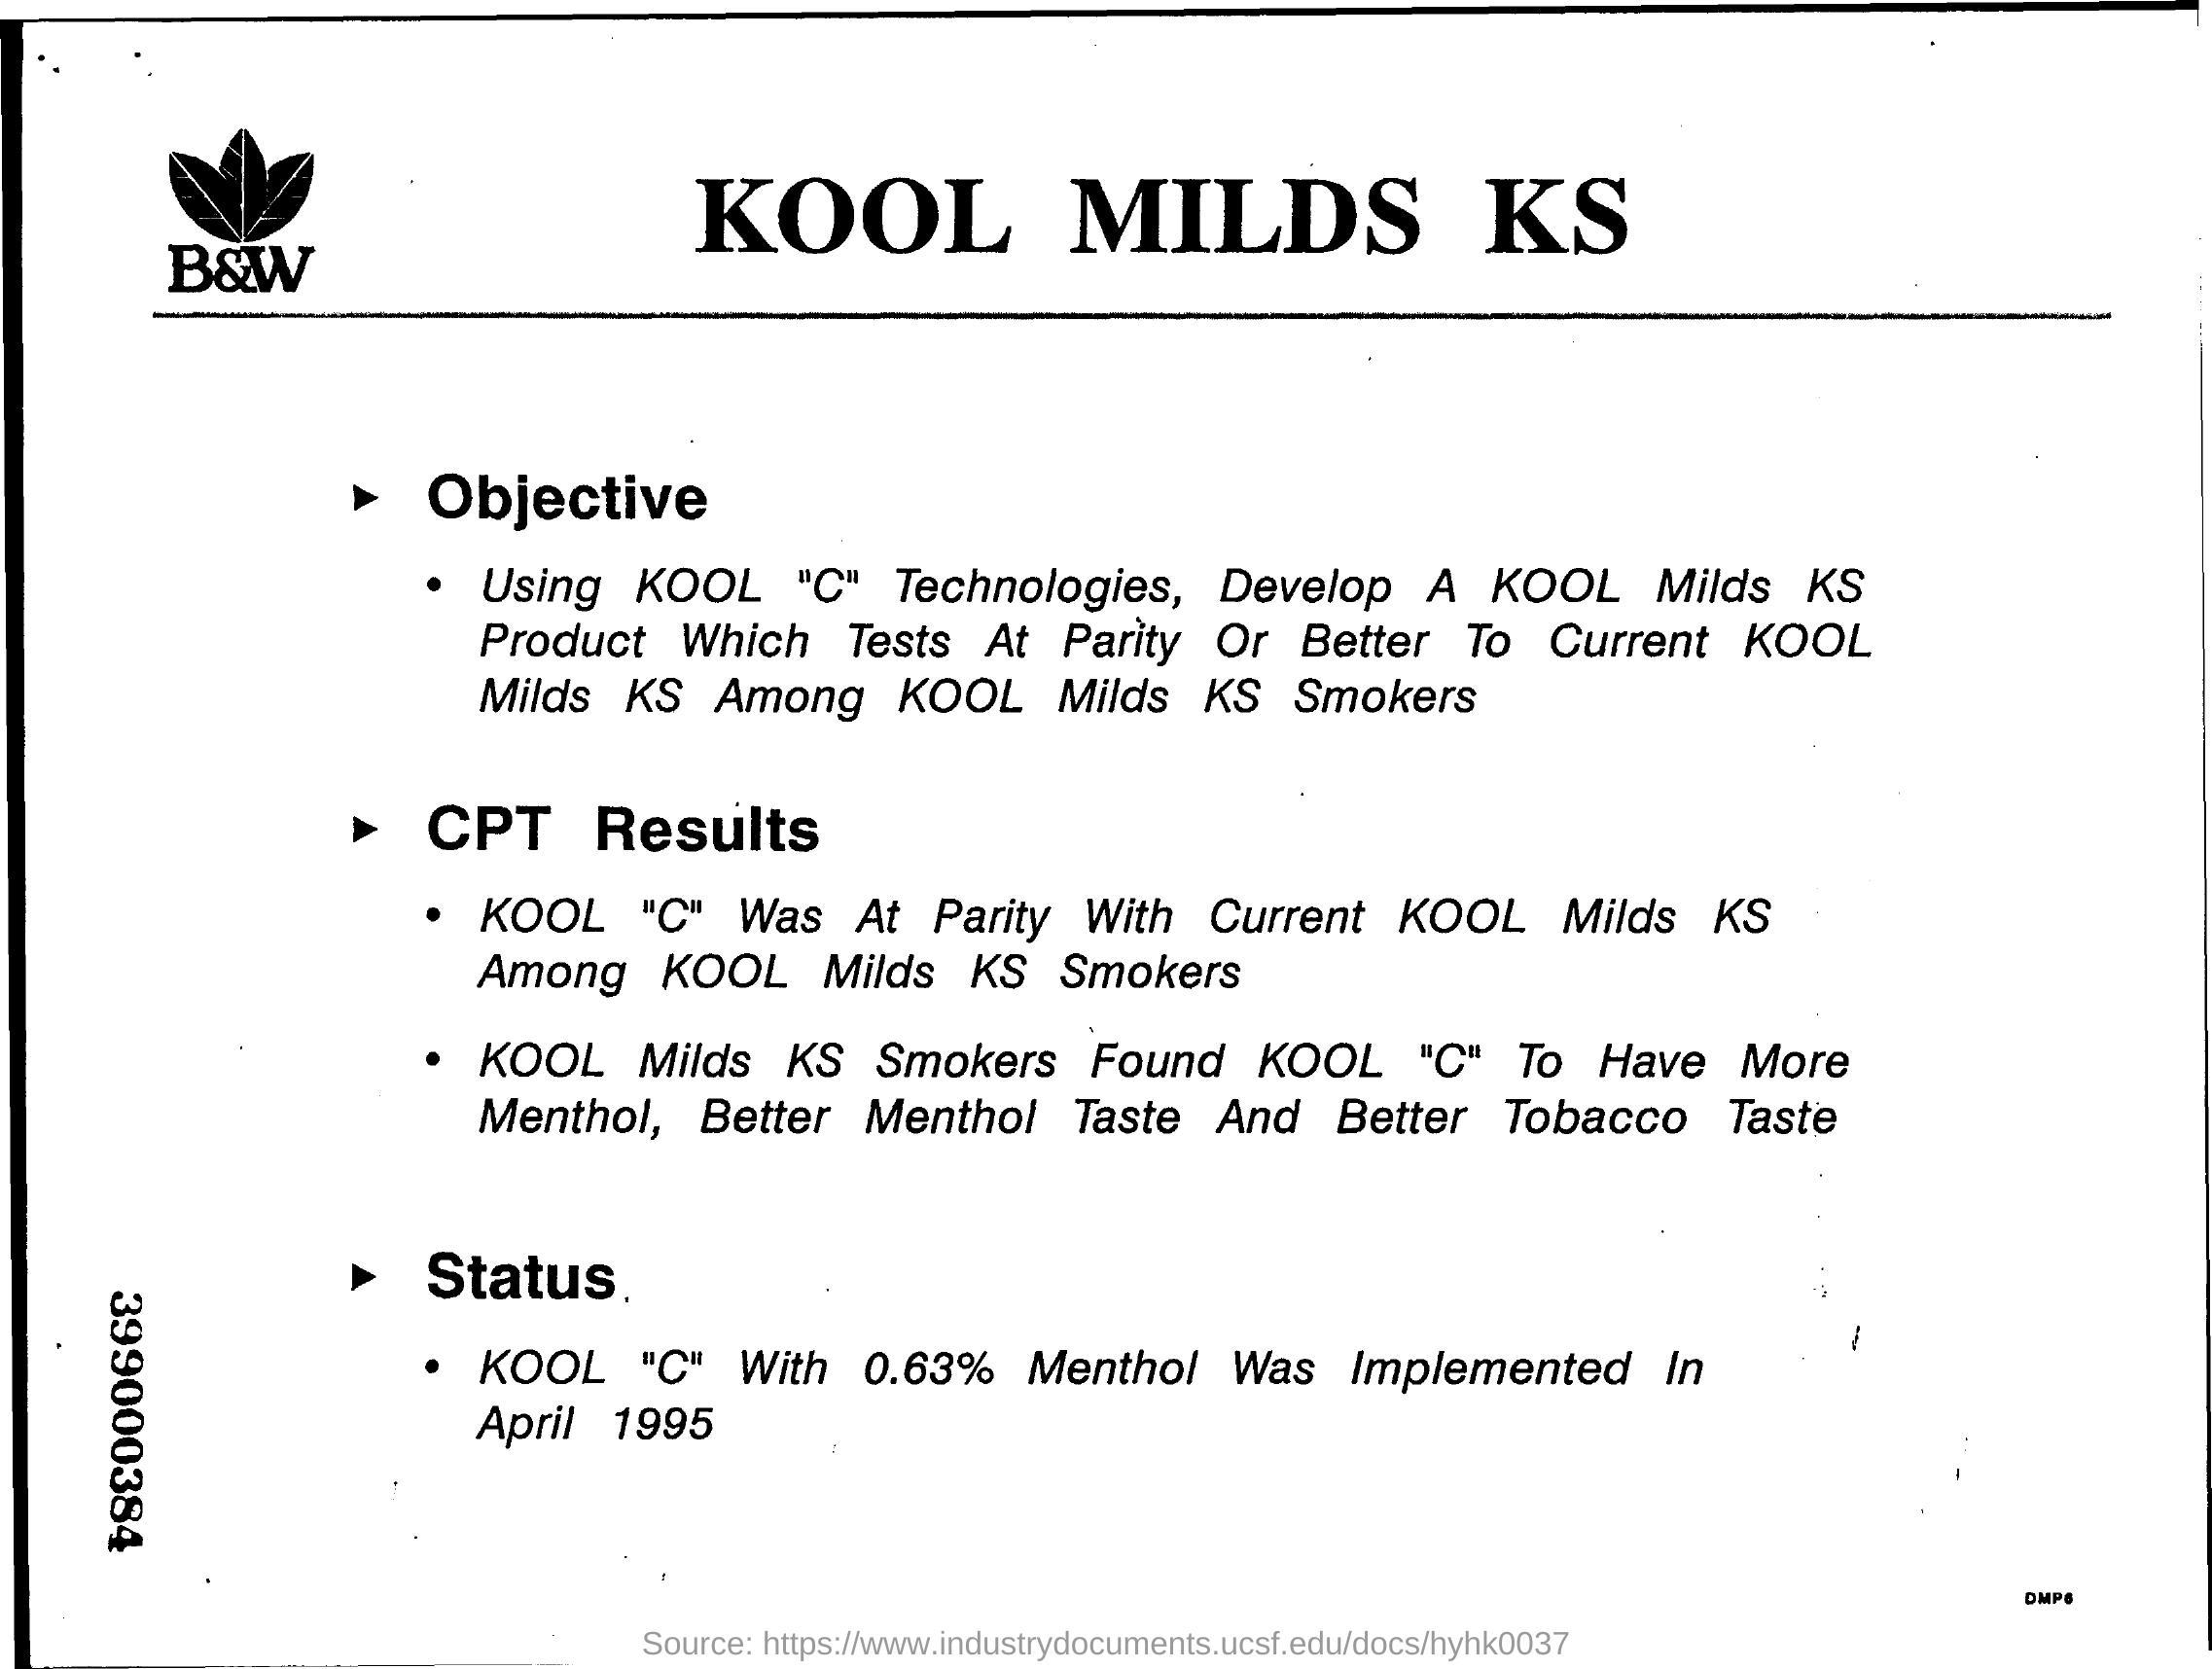 B&W
KOOL MILDS KS
► Objective
• Using KOOL "C" Technologies, Develop A KOOL Milds KS
Product Which Tests At Parity Or Better To Current KOOL
Milds KS Among KOOL Milds KS Smokers
► CPT Results
• KOOL "C" Was At Parity With Current KOOL Milds KS
Among KOOL Milds KS Smokers
• KOOL Milds KS Smokers Found KOOL "C" To Have More
Menthol, Better Menthol Taste And Better Tobacco Taste
► Status
• KOOL "C" With 0.63% Menthol Was Implemented In
April 1995
399000384
DMP6
Source: https://www.industrydocuments.ucsf.edu/docs/hyhk0037